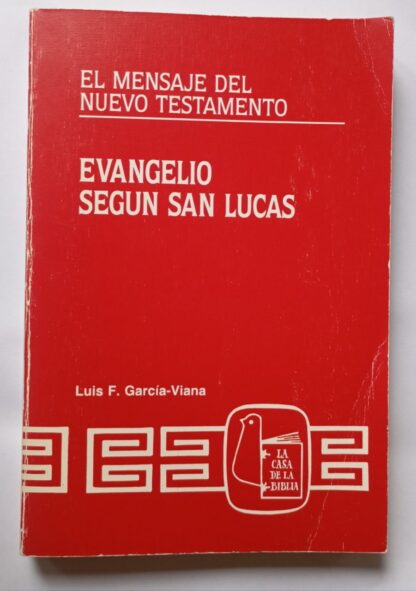 EL MENSAJE DEL
NUEVO TESTAMENTO
EVANGELIO
SEGUN SAN LUCAS
Luis F. García-Viana
LA
CASA
DE LA
BIBLIA